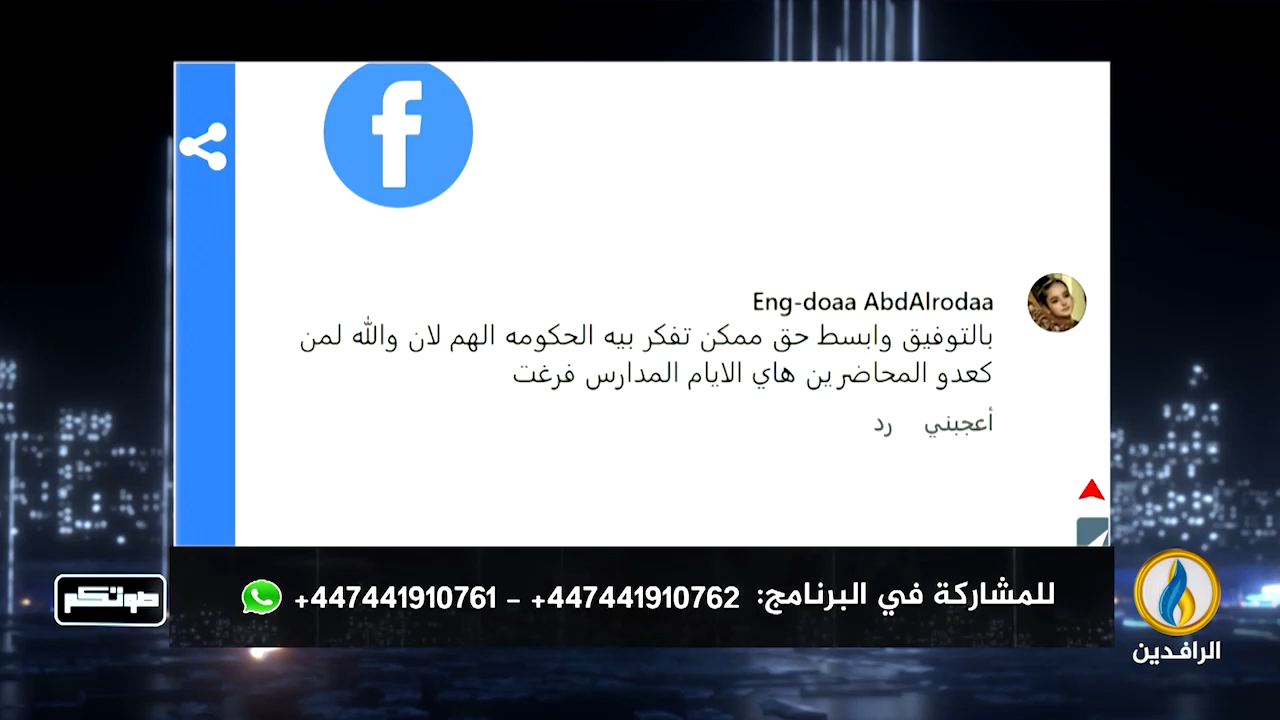 f
Eng-doaa AbdAlrodaa
بالتوفيق وابسط حق ممكن تفكر بيه الحكومه الهم لان والله لمن
كعدو المحاضرين هاي الايام المدارس فرغت
أعجبني رد
للمشاركة في البرنامج: +447441910762 – +447441910761
صوتكم
الرافدين